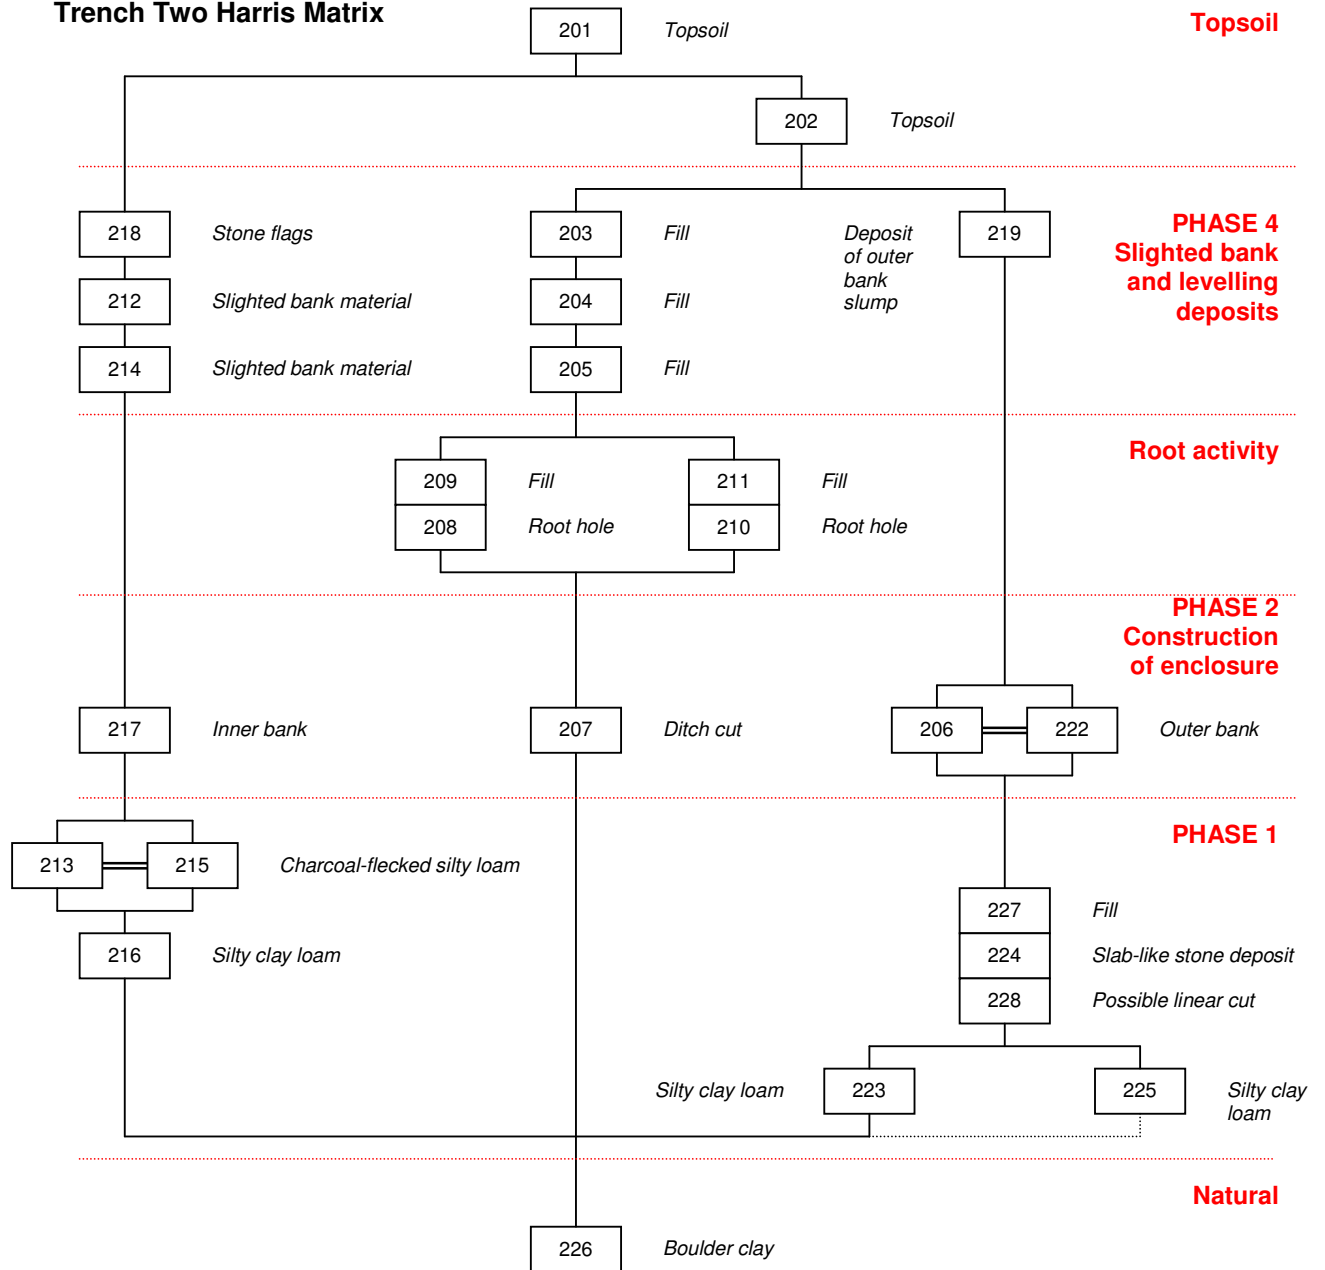 Trench Two Harris Matrix
201 Topsoil Topsoil
202 Topsoil
218 Stone flags 203 Fill Deposit 219 PHASE 4
of outer Slighted bank
bank and levelling
212 Slighted bank material 204 Fill slump deposits
214 Slighted bank material 205 Fill
Root activity
209 Fill 211 Fill
208 Root hole 210 Root hole
PHASE 2
Construction
of enclosure
217 Inner bank 207 Ditch cut 206 222 Outer bank
PHASE 1
213 215 Charcoal-flecked silty loam
227 Fill
216 Silty clay loam 224 Slab-like stone deposit
228 Possible linear cut
Silty clay loam 223 225 Silty clay
loam
Natural
226 Boulder clay